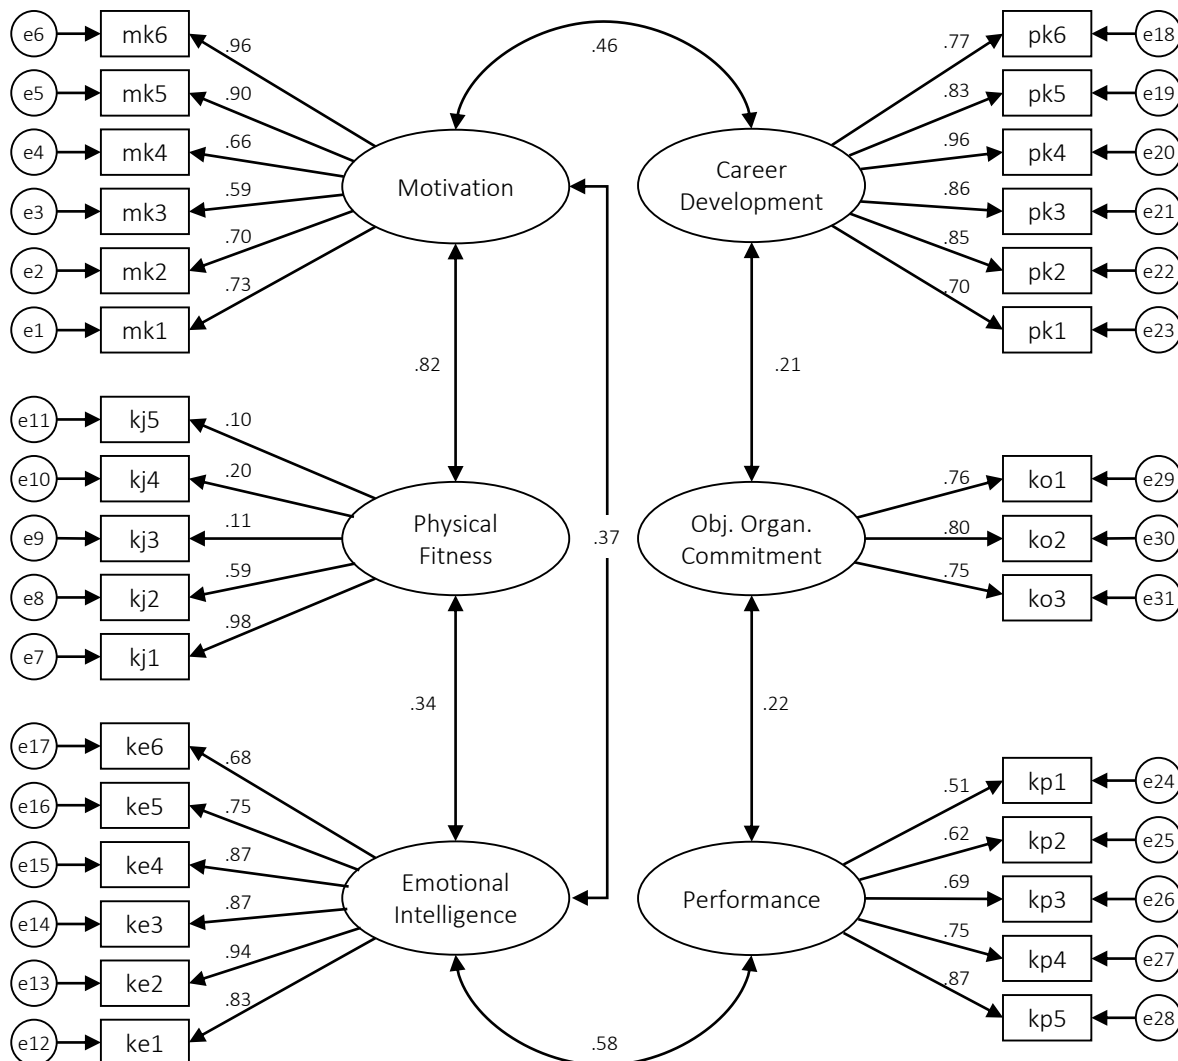 e6 mk6 .96
e5 mk5 .90
e4 mk4 .66
e3 mk3 .59
e2 mk2 .70
e1 mk1 .73
Motivation
.46
Career
Development
.77 pk6 e18
.83 pk5 e19
.96 pk4 e20
.86 pk3 e21
.85 pk2 e22
.70 pk1 e23
.82
.21
e11 kj5 .10
e10 kj4 .20
e9 kj3 .11
e8 kj2 .59
e7 kj1 .98
Physical
Fitness
.37
Obj. Organ.
Commitment
.76 ko1 e29
.80 ko2 e30
.75 ko3 e31
.34
.22
e17 ke6 .68
e16 ke5 .75
e15 ke4 .87
e14 ke3 .87
e13 ke2 .94
e12 ke1 .83
Emotional
Intelligence
.58
Performance
.51 kp1 e24
.62 kp2 e25
.69 kp3 e26
.75 kp4 e27
.87 kp5 e28